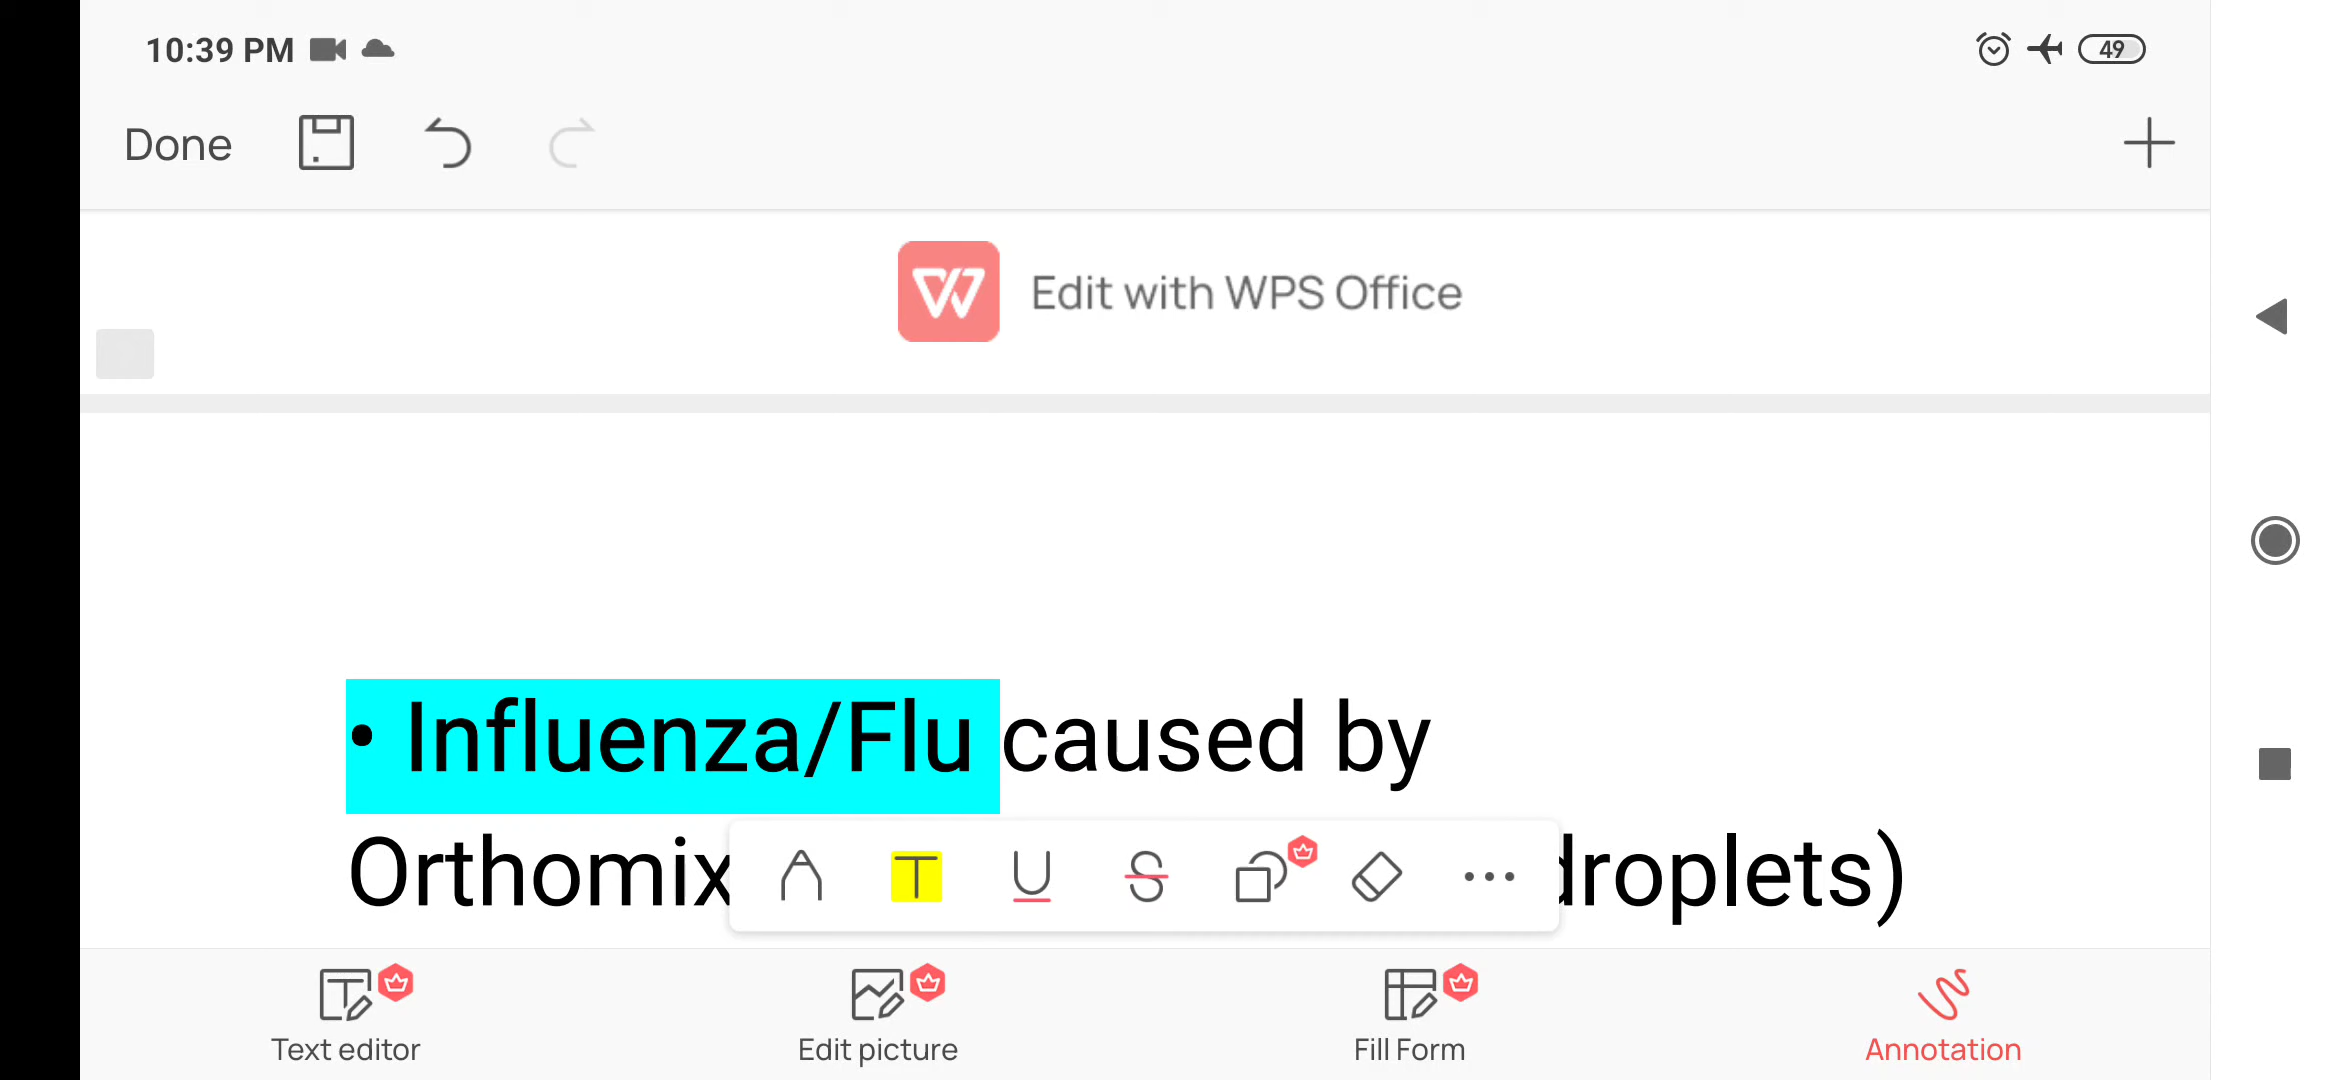 10:39 PM
49
Done
Edit with WPS Office
• Influenza/Flu caused by
droplets)
Text editor
Edit picture
Fill Form
Annotation